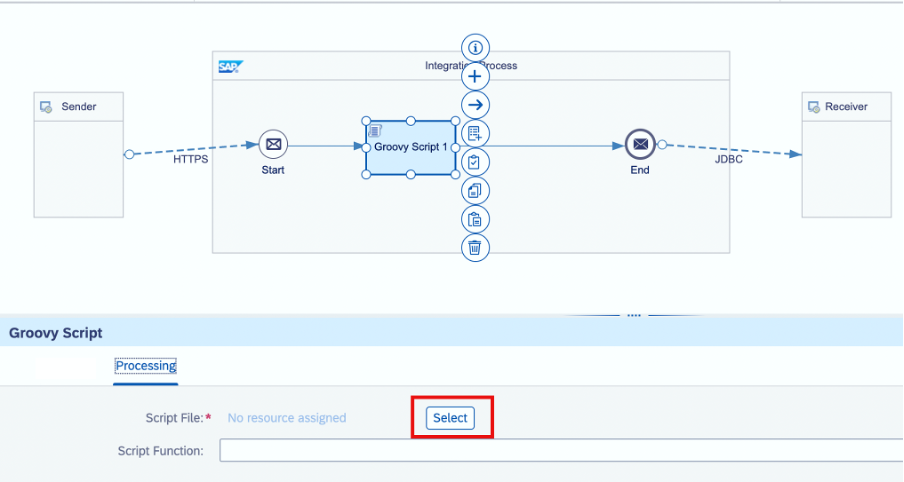 SAP
Integration Process
Sender
Receiver
HTTPS
Start
Groovy Script 1
End
JDBC
Groovy Script
Processing
Script File:* No resource assigned Select
Script Function: